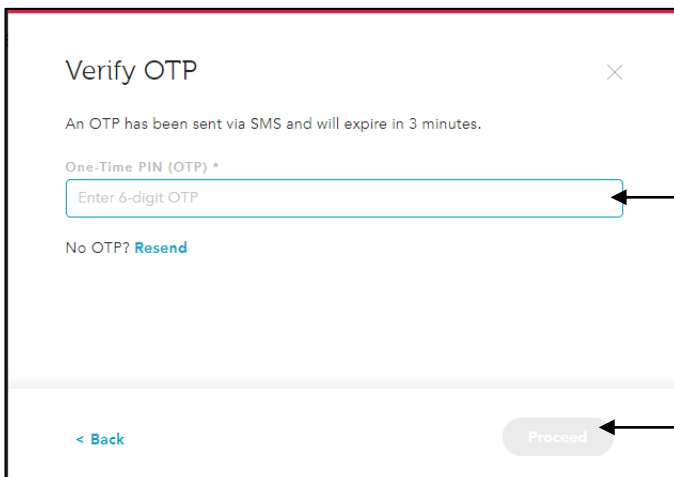 Verify OTP
An OTP has been sent via SMS and will expire in 3 minutes.
One-Time PIN (OTP) *
Enter 6-digit OTP
No OTP? Resend
< Back
Proceed